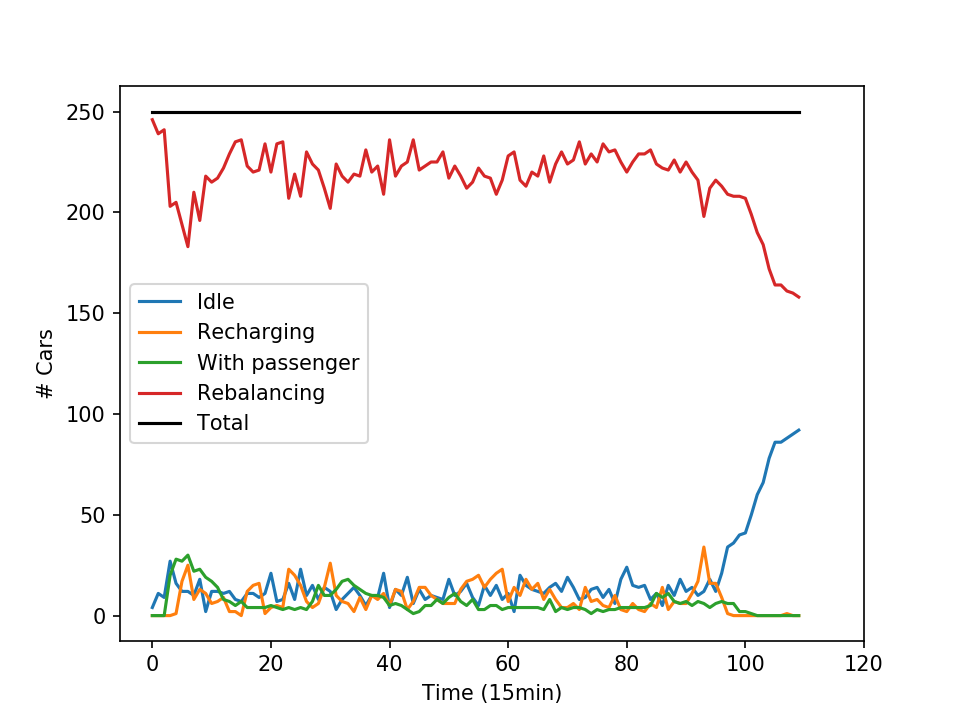 250
200
150
100
50
0
# Cars
Idle
Recharging
With passenger
Rebalancing
Total
0 20 40 60 80 100 120
Time (15min)